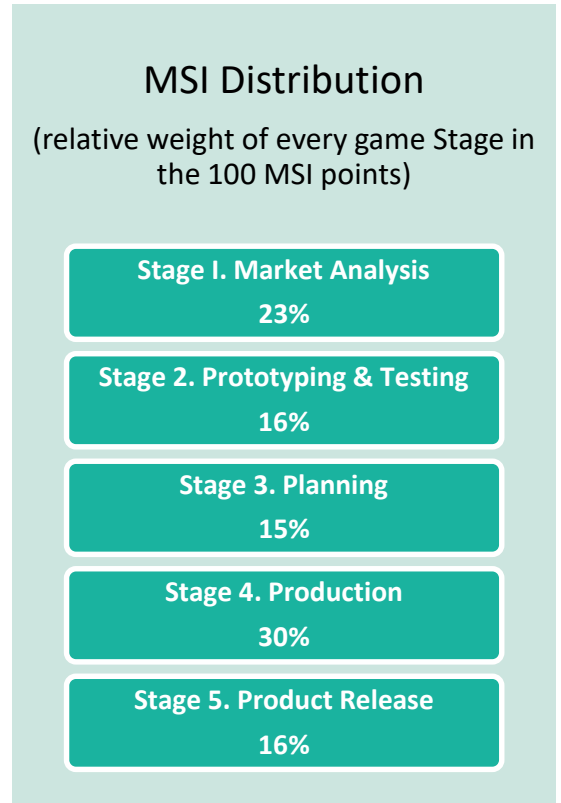 MSI Distribution
(relative weight of every game Stage in
the 100 MSI points)
Stage I. Market Analysis
23%
Stage 2. Prototyping & Testing
16%
Stage 3. Planning
15%
Stage 4. Production
30%
Stage 5. Product Release
16%